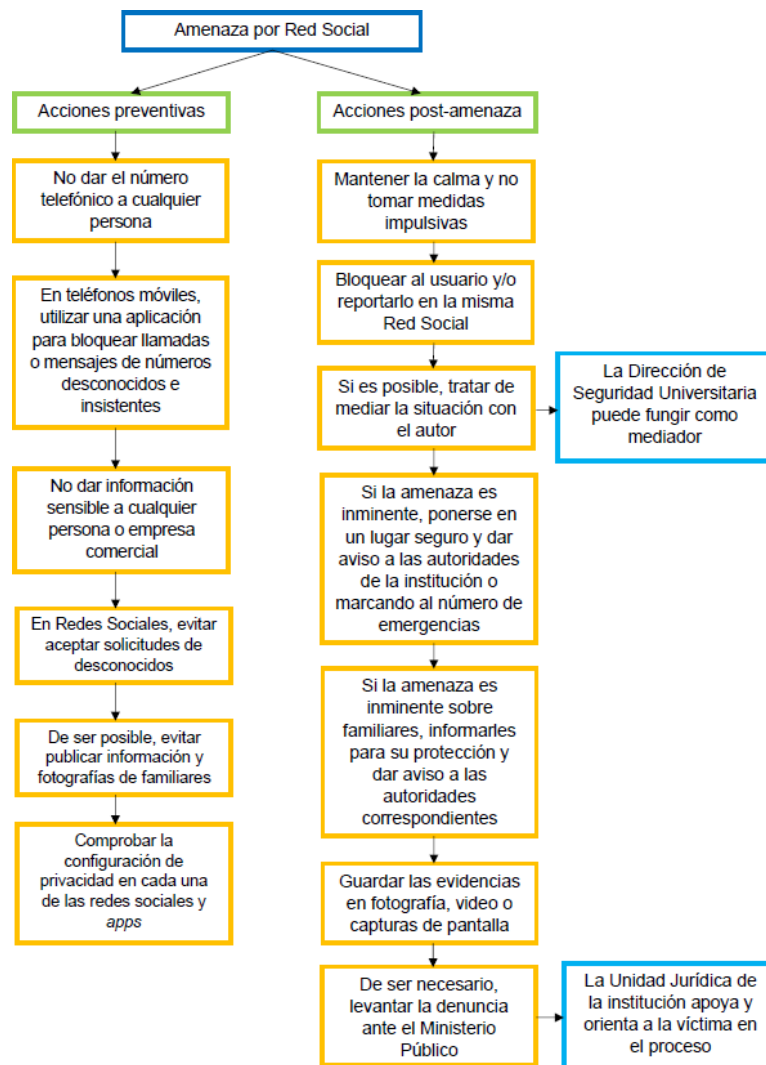 Amenaza por Red Social
Acciones preventivas
No dar el número
telefónico a cualquier
persona
En teléfonos móviles,
utilizar una aplicación
para bloquear llamadas
o mensajes de números
desconocidos e
insistentes
No dar información
sensible a cualquier
persona o empresa
comercial
En Redes Sociales, evitar
aceptar solicitudes de
desconocidos
De ser posible, evitar
publicar información y
fotografías de familiares
Comprobar la
configuración de
privacidad en cada una
de las redes sociales y
apps
Acciones post-amenaza
Mantener la calma y no
tomar medidas
impulsivas
Bloquear al usuario y/o
reportarlo en la misma
Red Social
Si es posible, tratar de
mediar la situación con
el autor
La Dirección de
Seguridad Universitaria
puede fungir como
mediador
Si la amenaza es
inminente, ponerse en
un lugar seguro y dar
aviso a las autoridades
de la institución o
marcando al número de
emergencias
Si la amenaza es
inminente sobre
familiares, informarles
para su protección y
dar aviso a las
autoridades
correspondientes
Guardar las evidencias
en fotografía, video o
capturas de pantalla
De ser necesario,
levantar la denuncia
ante el Ministerio
Público
La Unidad Jurídica de
la institución apoya y
orienta a la víctima en
el proceso